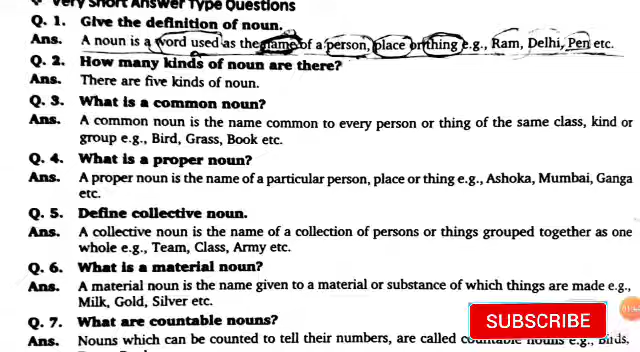 Very Short Answer Type Questions
Q. 1. Give the definition of noun.
Ans. A noun is a word used as the name of a person, place or thing e.g., Ram, Delhi, Pen etc.
Q. 2. How many kinds of noun are there?
Ans. There are five kinds of noun.
Q. 3. What is a common noun?
Ans. A common noun is the name common to every person or thing of the same class, kind or
group e.g., Bird, Grass, Book etc.
Q. 4. What is a proper noun?
Ans. A proper noun is the name of a particular person, place or thing e.g., Ashoka, Mumbai, Ganga
etc.
Q. 5. Define collective noun.
Ans. A collective noun is the name of a collection of persons or things grouped together as one
whole e.g., Team, Class, Army etc.
Q. 6. What is a material noun?
Ans. A material noun is the name given to a material or substance of which things are made e.g.,
Milk, Gold, Silver etc.
SUBSCRIBE
Q. 7. What are countable nouns?
Ans. Nouns which can be counted to tell their numbers, are called countable nouns e.g., Birds,